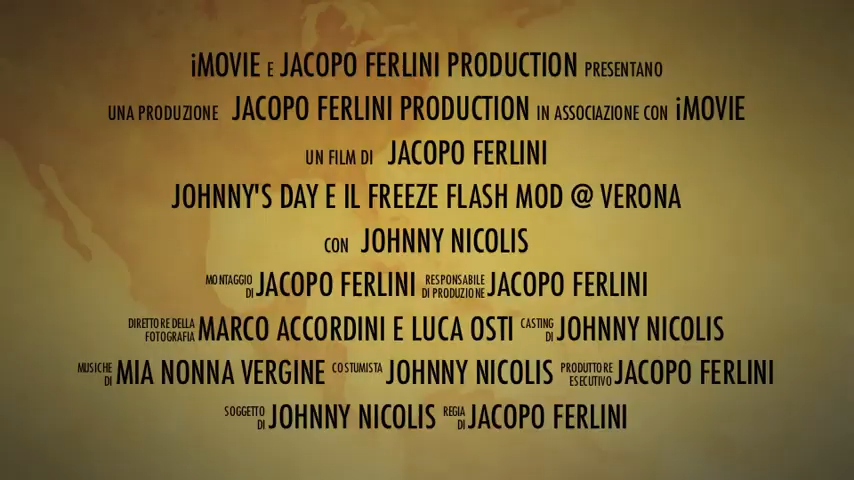 iMOVIE E JACOPO FERLINI PRODUCTION PRESENTANO
UNA PRODUZIONE JACOPO FERLINI PRODUCTION IN ASSOCIAZIONE CON iMOVIE
UN FILM DI JACOPO FERLINI
JOHNNY'S DAY E IL FREEZE FLASH MOD @ VERONA
CON JOHNNY NICOLIS
MONTAGGIO DI JACOPO FERLINI RESPONSABILE DI PRODUZIONE JACOPO FERLINI
DIRETTORE DELLA FOTOGRAFIA MARCO ACCORDINI E LUCA OSTI CASTING DI JOHNNY NICOLIS
MUSICHE DI MIA NONNA VERGINE COSTUMISTA JOHNNY NICOLIS PRODUTTORE ESECUTIVO JACOPO FERLINI
SOGGETTO DI JOHNNY NICOLIS REGIA DI JACOPO FERLINI